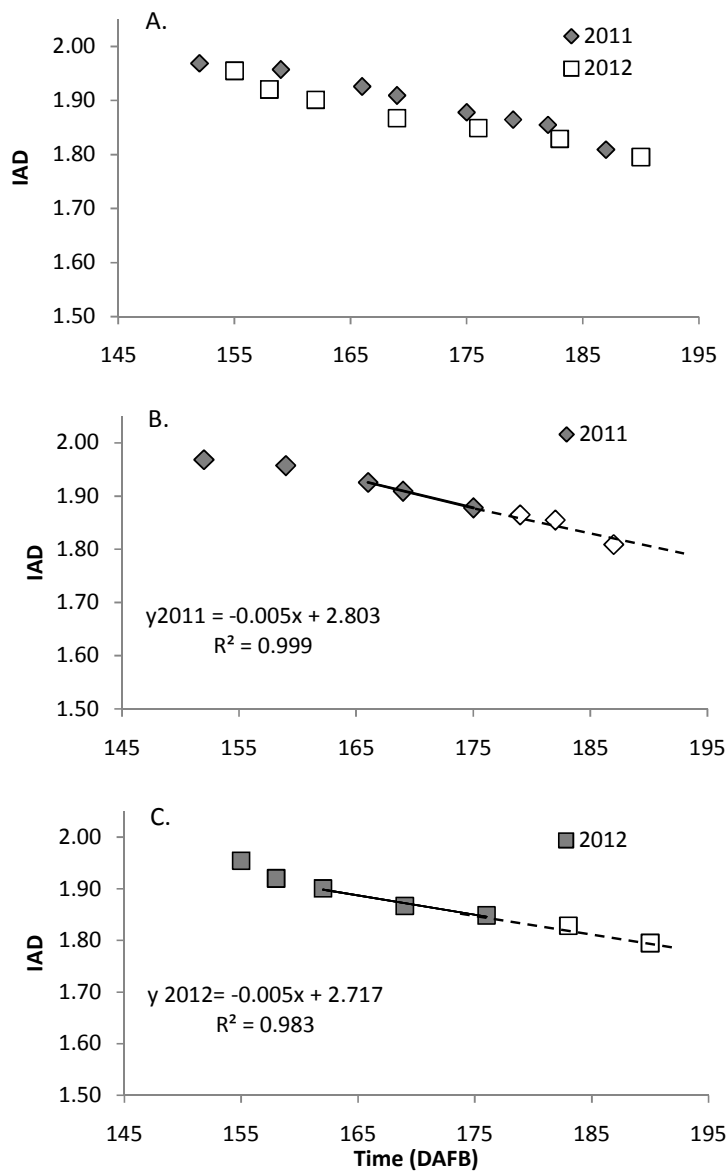 A.
2011
2012
2.00
1.90
1.80
1.70
1.60
1.50
IAD
145 155 165 175 185 195
B.
2011
2.00
1.90
1.80
1.70
1.60
1.50
IAD
y2011 = -0.005x + 2.803
R² = 0.999
145 155 165 175 185 195
C.
2012
2.00
1.90
1.80
1.70
1.60
1.50
IAD
y 2012= -0.005x + 2.717
R² = 0.983
145 155 165 175 185 195
Time (DAFB)